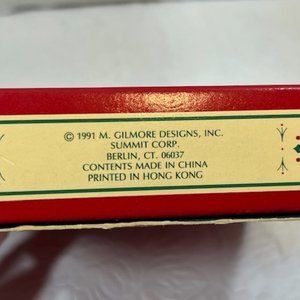 © 1991 M. GILMORE DESIGNS, INC.
SUMMIT CORP.
BERLIN, CT. 06037
CONTENTS MADE IN CHINA
PRINTED IN HONG KONG